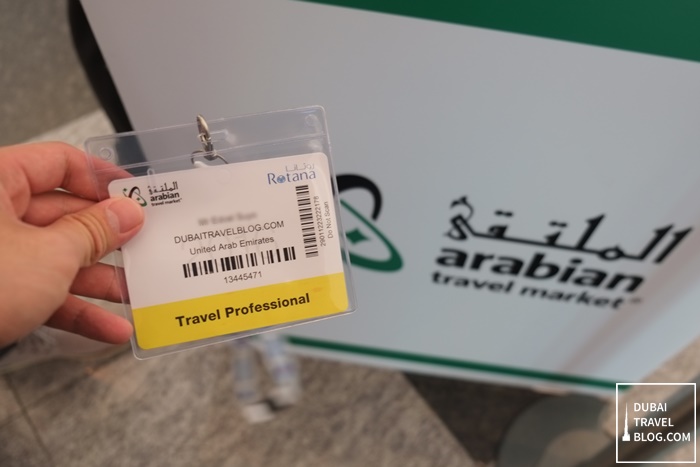 الملتقى
arabian
travel market
روتانا
Rotana
DUBAITRAVELBLOG.COM
United Arab Emirates
13445471
Do Not Scan
Travel Professional
الملتقى
arabian
travel market
DUBAI
TRAVEL
BLOG.COM